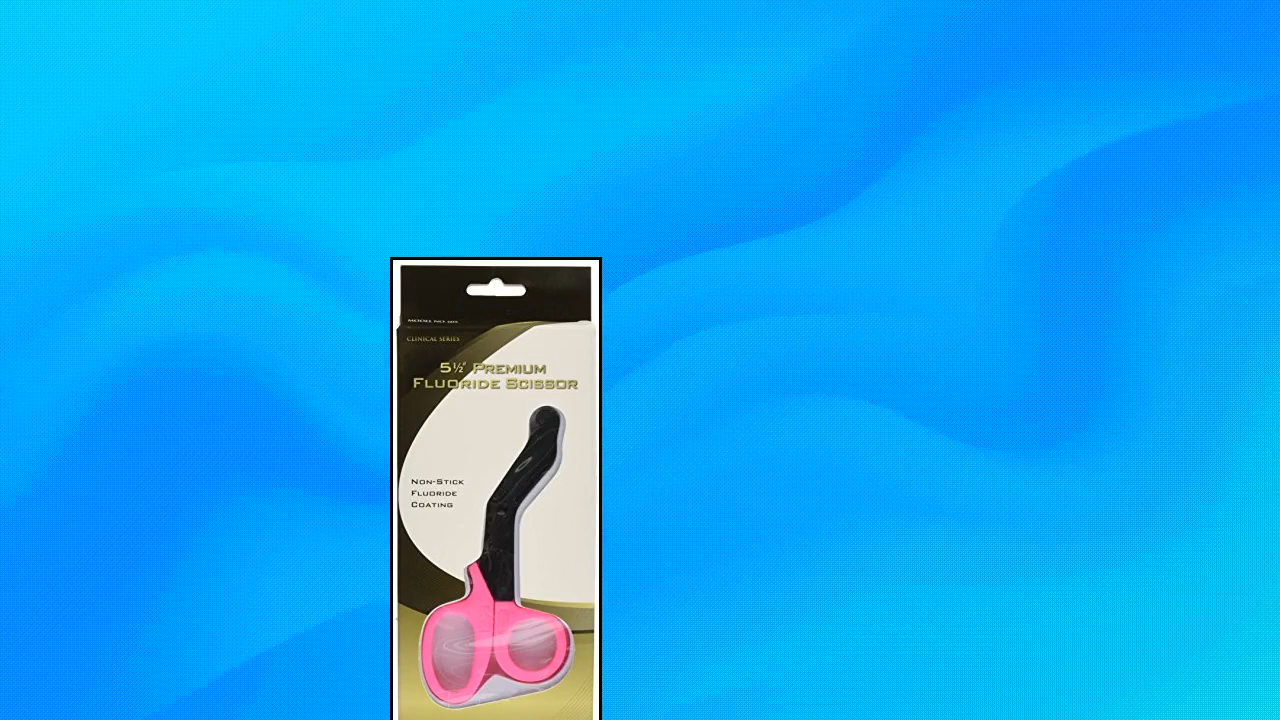 CLINICAL SERIES
5½" PREMIUM
FLUORIDE SCISSOR
NON-STICK
FLUORIDE
COATING